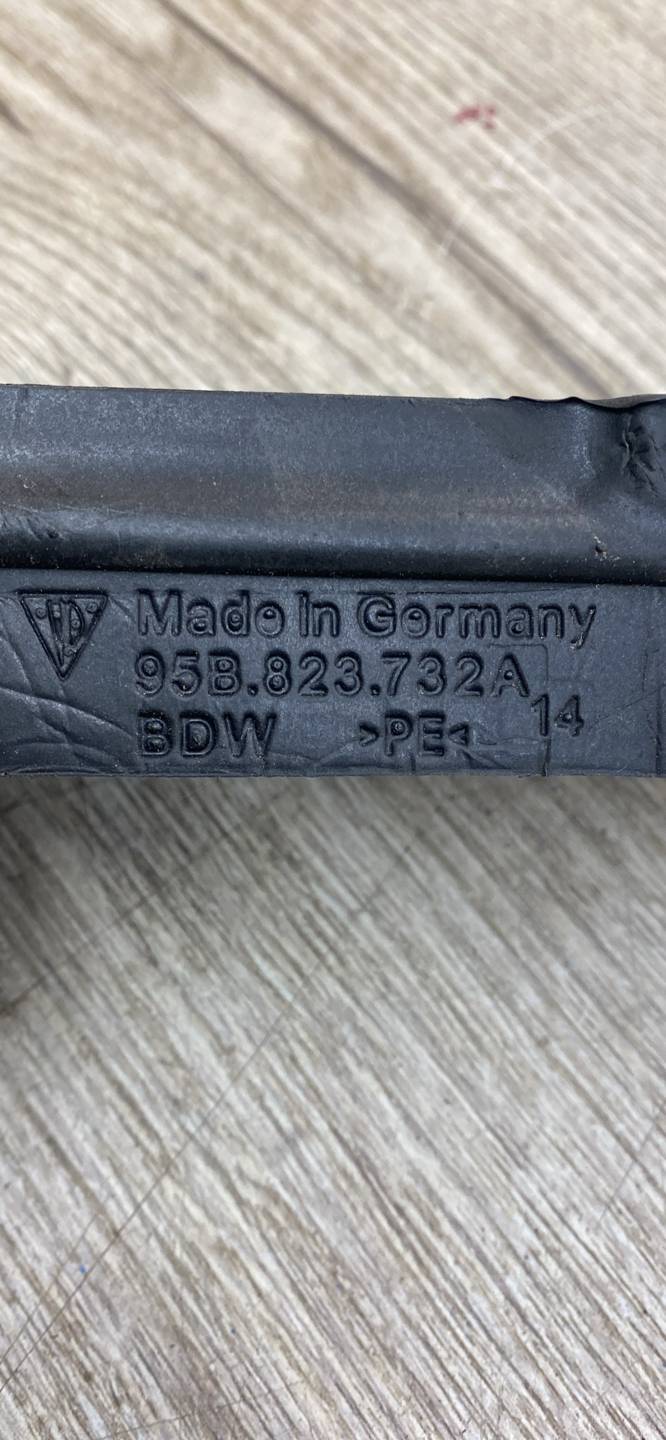 Made In Germany
95B.823.732A
BDW >PE< 14